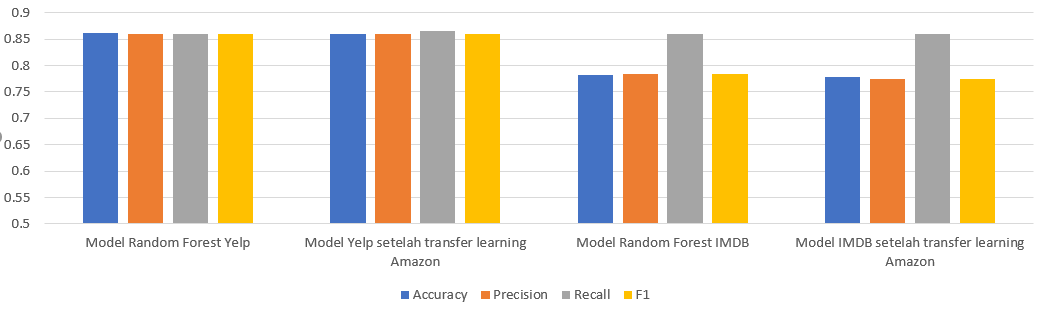 0.9
0.85
0.8
0.75
0.7
0.65
0.6
0.55
0.5
Model Random Forest Yelp
Model Yelp setelah transfer learning
Amazon
Model Random Forest IMDB
Model IMDB setelah transfer learning
Amazon
Accuracy Precision Recall F1